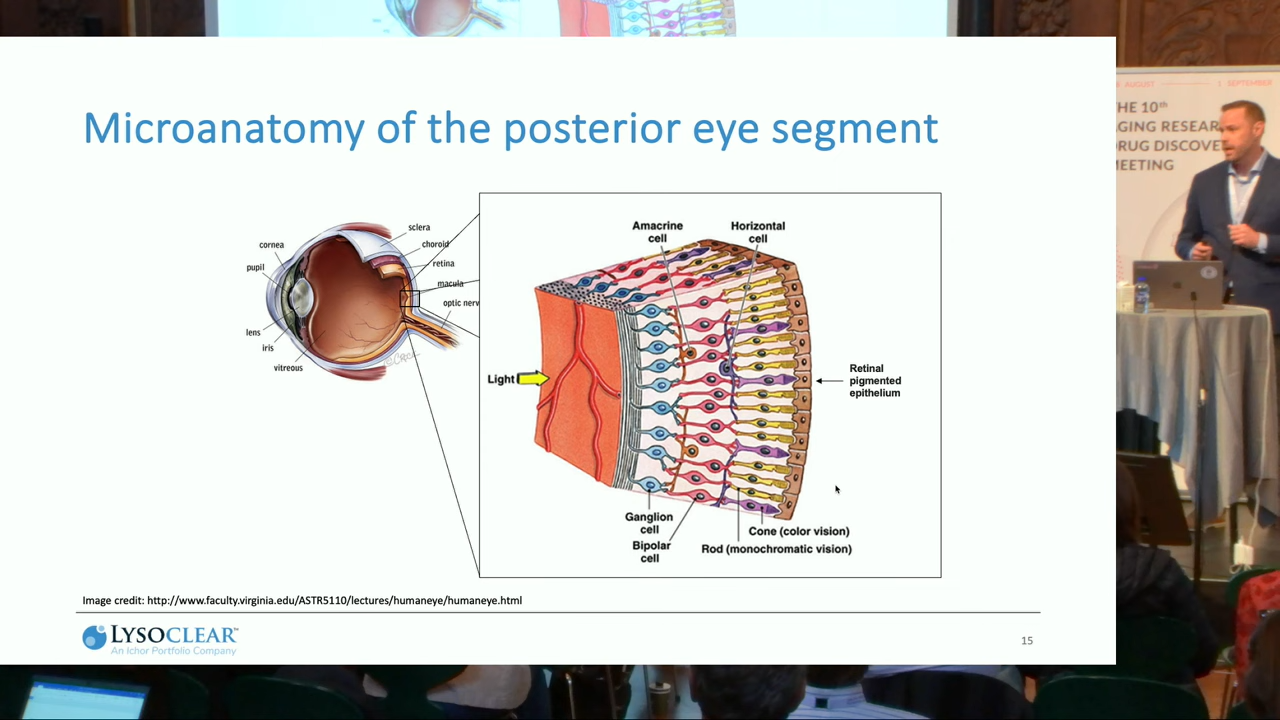 Microanatomy of the posterior eye segment
sclera
choroid
retina
macula
optic nerv
cornea
pupil
lens
iris
vitreous
Amacrine
cell
Horizontal
cell
Light
Retinal
pigmented
epithelium
Ganglion
cell
Bipolar
cell
Cone (color vision)
Rod (monochromatic vision)
Image credit: http://www.faculty.virginia.edu/ASTR5110/lectures/humaneye/humaneye.html
LYSOCLEAR™
An Ichor Portfolio Company
15
AUGUST
SEPTEMBER
HE 10th
GING RESEAR
RUG DISCOVE
EETING